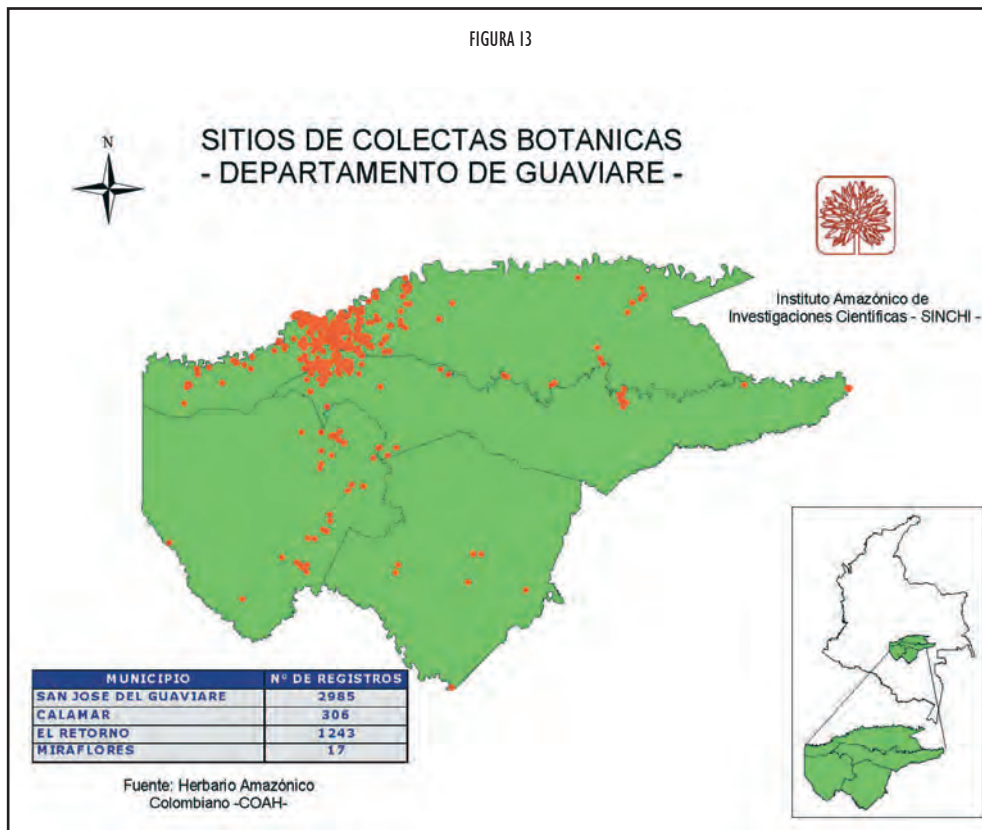 FIGURA 13
N
SITIOS DE COLECTAS BOTANICAS
- DEPARTAMENTO DE GUAVIARE -
Instituto Amazónico de
Investigaciones Científicas - SINCHI -
MUNICIPIO Nº DE REGISTROS
SAN JOSE DEL GUAVIARE 2985
CALAMAR 306
EL RETORNO 1243
MIRAFLORES 17
Fuente: Herbario Amazónico
Colombiano -COAH-